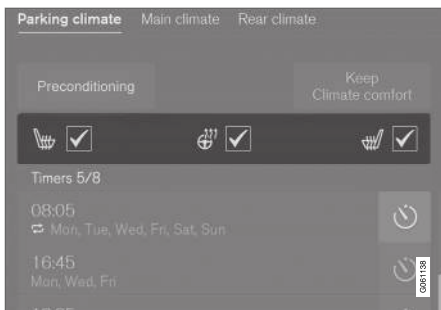 Parking climate Main climate Rear climate
Preconditioning
Keep
Climate comfort
Timers 5/8
08:05
Mon, Tue, Wed, Fri, Sat, Sun
16:45
Mon, Wed, Fri
G061138